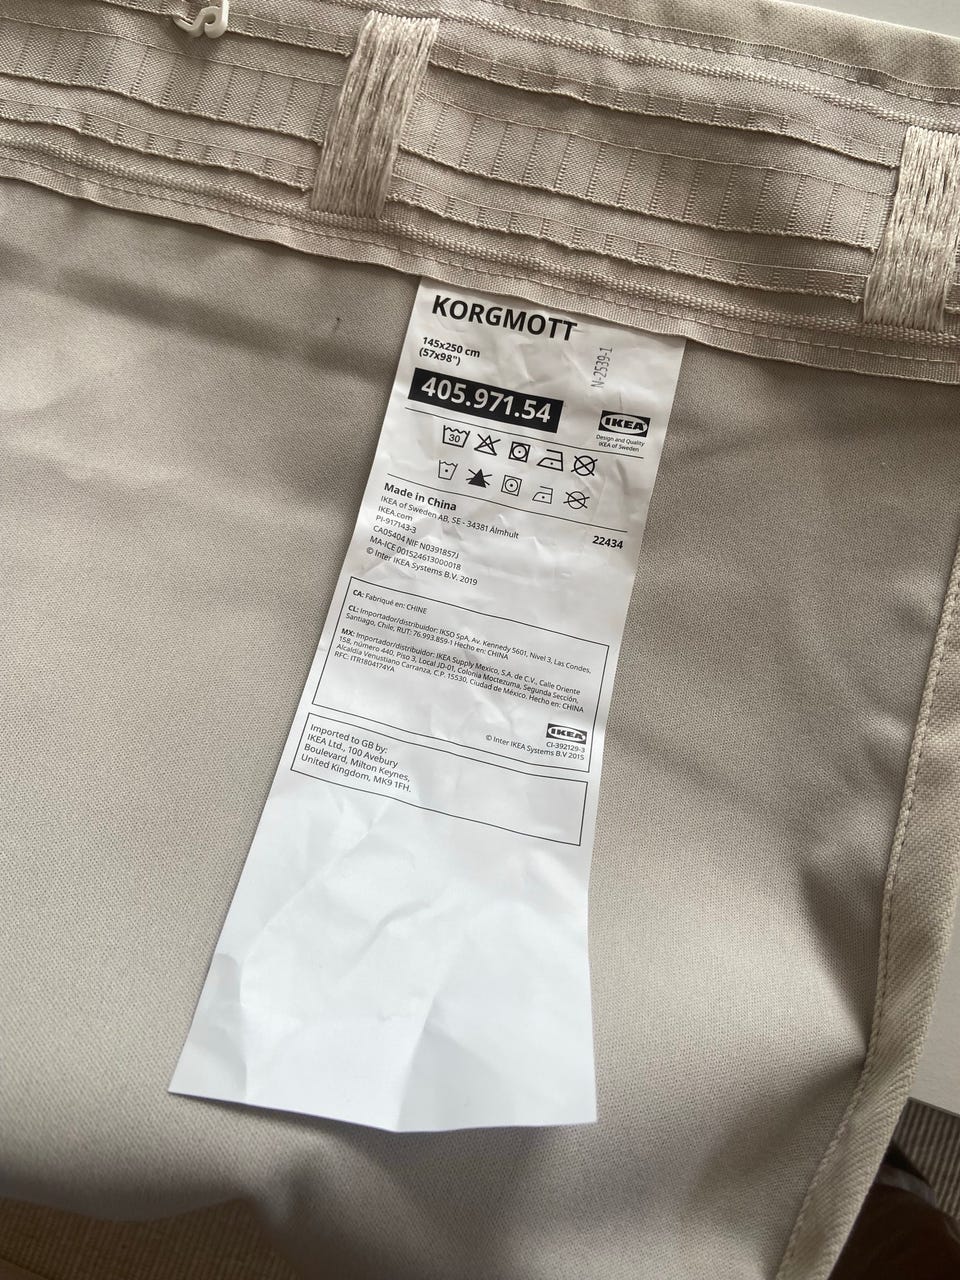 KORGMOTT
145x250 cm
(57x98")
N-2539-1
405.971.54
IKEA
Design and Quality
IKEA of Sweden
30
Made in China
IKEA of Sweden AB, SE - 34381 Älmhult
IKEA.com
PI-917143-3
CA05404 NIF N0391857J
MA-ICE 001524613000018
© Inter IKEA Systems B.V. 2019
22434
CA: Fabriqué en: CHINE
CL: Importador/distribuidor: IKSO SpA, Av. Kennedy 5601, Nivel 3, Las Condes,
Santiago, Chile, RUT: 76.993.859-1 Hecho en: CHINA
MX: Importador/distribuidor: IKEA Supply Mexico, S.A. de C.V., Calle Oriente
158, número 440, Piso 3, Local JD-01, Colonia Moctezuma, Segunda Sección,
Alcaldía Venustiano Carranza, C.P. 15530, Ciudad de México. Hecho en: CHINA
RFC: ITR1804174YA
IKEA
CI-392129-3
© Inter IKEA Systems B.V 2015
Imported to GB by:
IKEA Ltd., 100 Avebury
Boulevard, Milton Keynes,
United Kingdom, MK9 1FH.